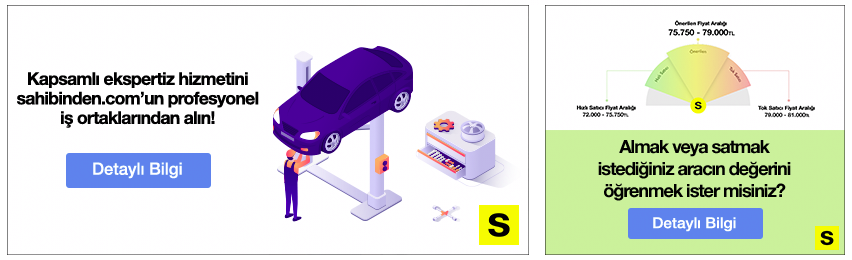 Kapsamlı ekspertiz hizmetini
sahibinden.com'un profesyonel
iş ortaklarından alın!
Detaylı Bilgi
S
Önerilen Fiyat Aralığı
75.750 - 79.000TL
Önerilen
Hızlı Satıcı
Tok Satıcı
S
Hızlı Satıcı Fiyat Aralığı
72.000 - 75.750TL
Tok Satıcı Fiyat Aralığı
79.000 - 81.000TL
Almak veya satmak
istediğiniz aracın değerini
öğrenmek ister misiniz?
Detaylı Bilgi
S